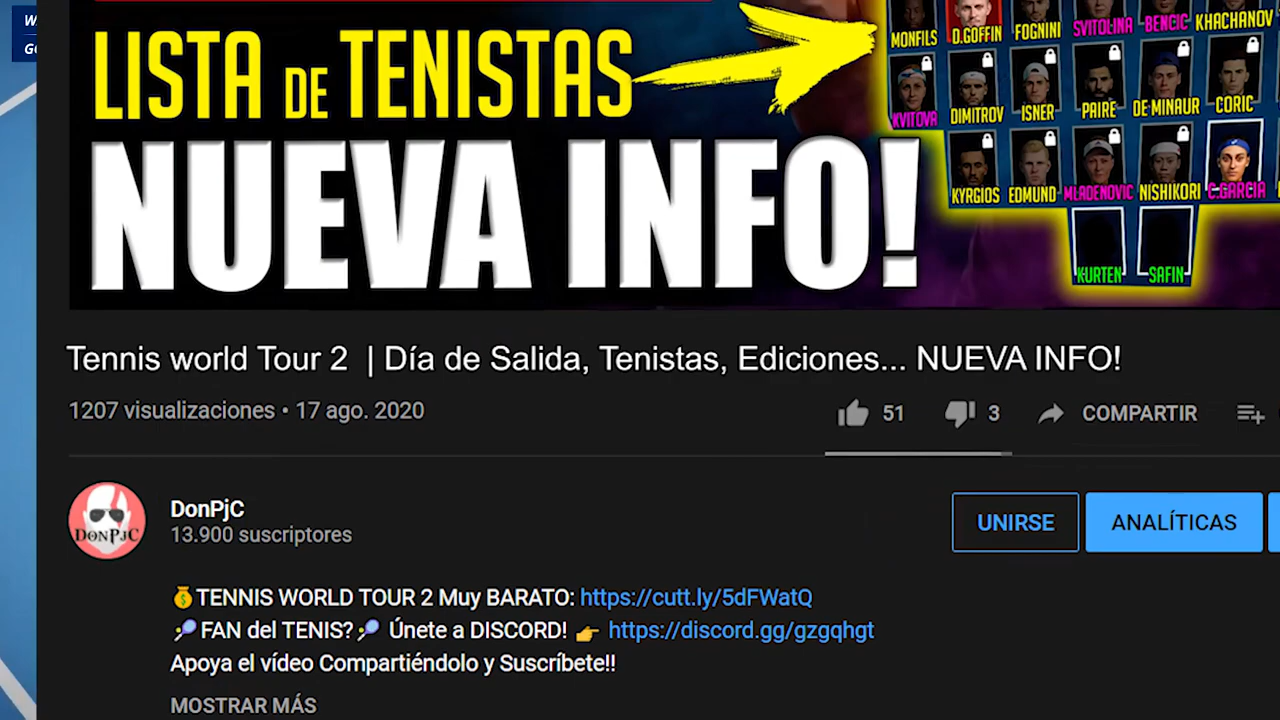 W
GO
MONFILS D.GOFFIN FOGNINI SVITOLINA BENCIC KHACHANOV
LISTA DE TENISTAS
KVITOVA DIMITROV ISNER PAIRE DE MINAUR CORIC
NUEVA INFO!
KYRGIOS EDMUND MLADENOVIC NISHIKORI C.GARCIA
KURTEN SAFIN
Tennis world Tour 2 | Día de Salida, Tenistas, Ediciones... NUEVA INFO!
1207 visualizaciones • 17 ago. 2020
51 3 COMPARTIR
DonPjC
DONPJC
13.900 suscriptores
UNIRSE ANALÍTICAS
💰TENNIS WORLD TOUR 2 Muy BARATO: https://cutt.ly/5dFWatQ
🎾FAN del TENIS?🎾 Únete a DISCORD! 👉 https://discord.gg/gzgqhgt
Apoya el vídeo Compartiéndolo y Suscríbete!!
MOSTRAR MÁS